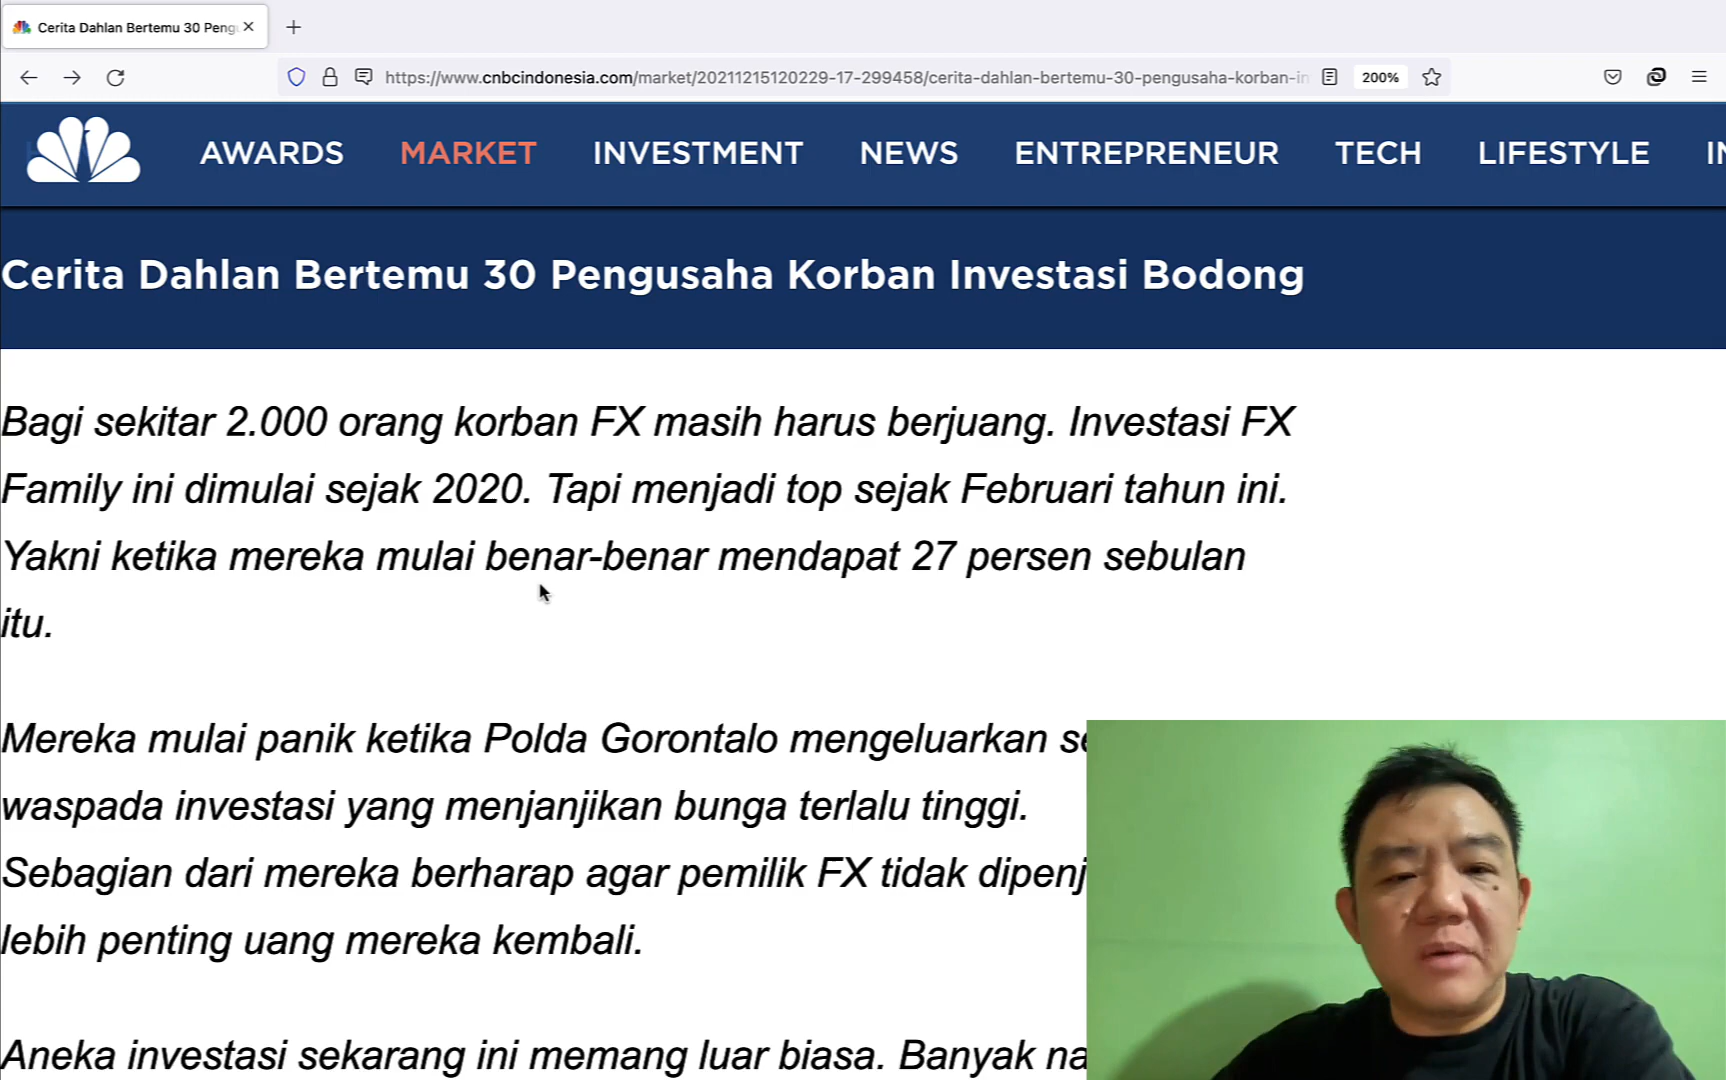 Cerita Dahlan Bertemu 30 Peng
https://www.cnbcindonesia.com/market/20211215120229-17-299458/cerita-dahlan-bertemu-30-pengusaha-korban-in
200%
AWARDS MARKET INVESTMENT NEWS ENTREPRENEUR TECH LIFESTYLE
Cerita Dahlan Bertemu 30 Pengusaha Korban Investasi Bodong
Bagi sekitar 2.000 orang korban FX masih harus berjuang. Investasi FX
Family ini dimulai sejak 2020. Tapi menjadi top sejak Februari tahun ini.
Yakni ketika mereka mulai benar-benar mendapat 27 persen sebulan
itu.
Mereka mulai panik ketika Polda Gorontalo mengeluarkan
waspada investasi yang menjanjikan bunga terlalu tinggi.
Sebagian dari mereka berharap agar pemilik FX tidak dipenj
lebih penting uang mereka kembali.
Aneka investasi sekarang ini memang luar biasa. Banyak na